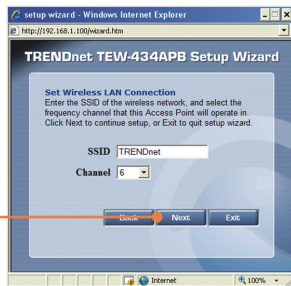 setup wizard - Windows Internet Explorer
http://192.168.1.100/wizard.htm
TRENDnet TEW-434APB Setup Wizard
Set Wireless LAN Connection
Enter the SSID of the wireless network, and select the
frequency channel that this Access Point will operate in.
Click Next to continue setup, or Exit to quit setup wizard.
SSID TRENDnet
Channel 6
Back Next Exit
Internet 100%